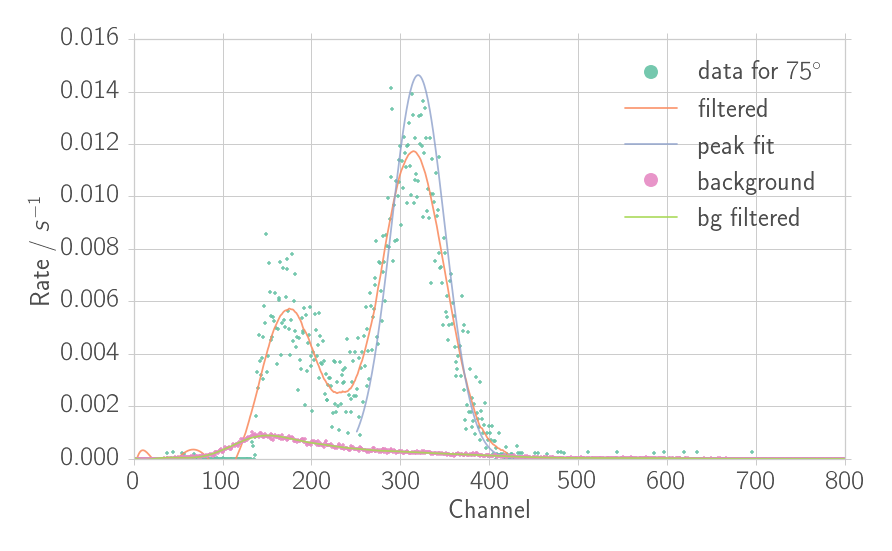 0.016
0.014
0.012
0.010
0.008
0.006
0.004
0.002
0.000
Rate / s⁻¹
0 100 200 300 400 500 600 700 800
Channel
data for 75°
filtered
peak fit
background
bg filtered